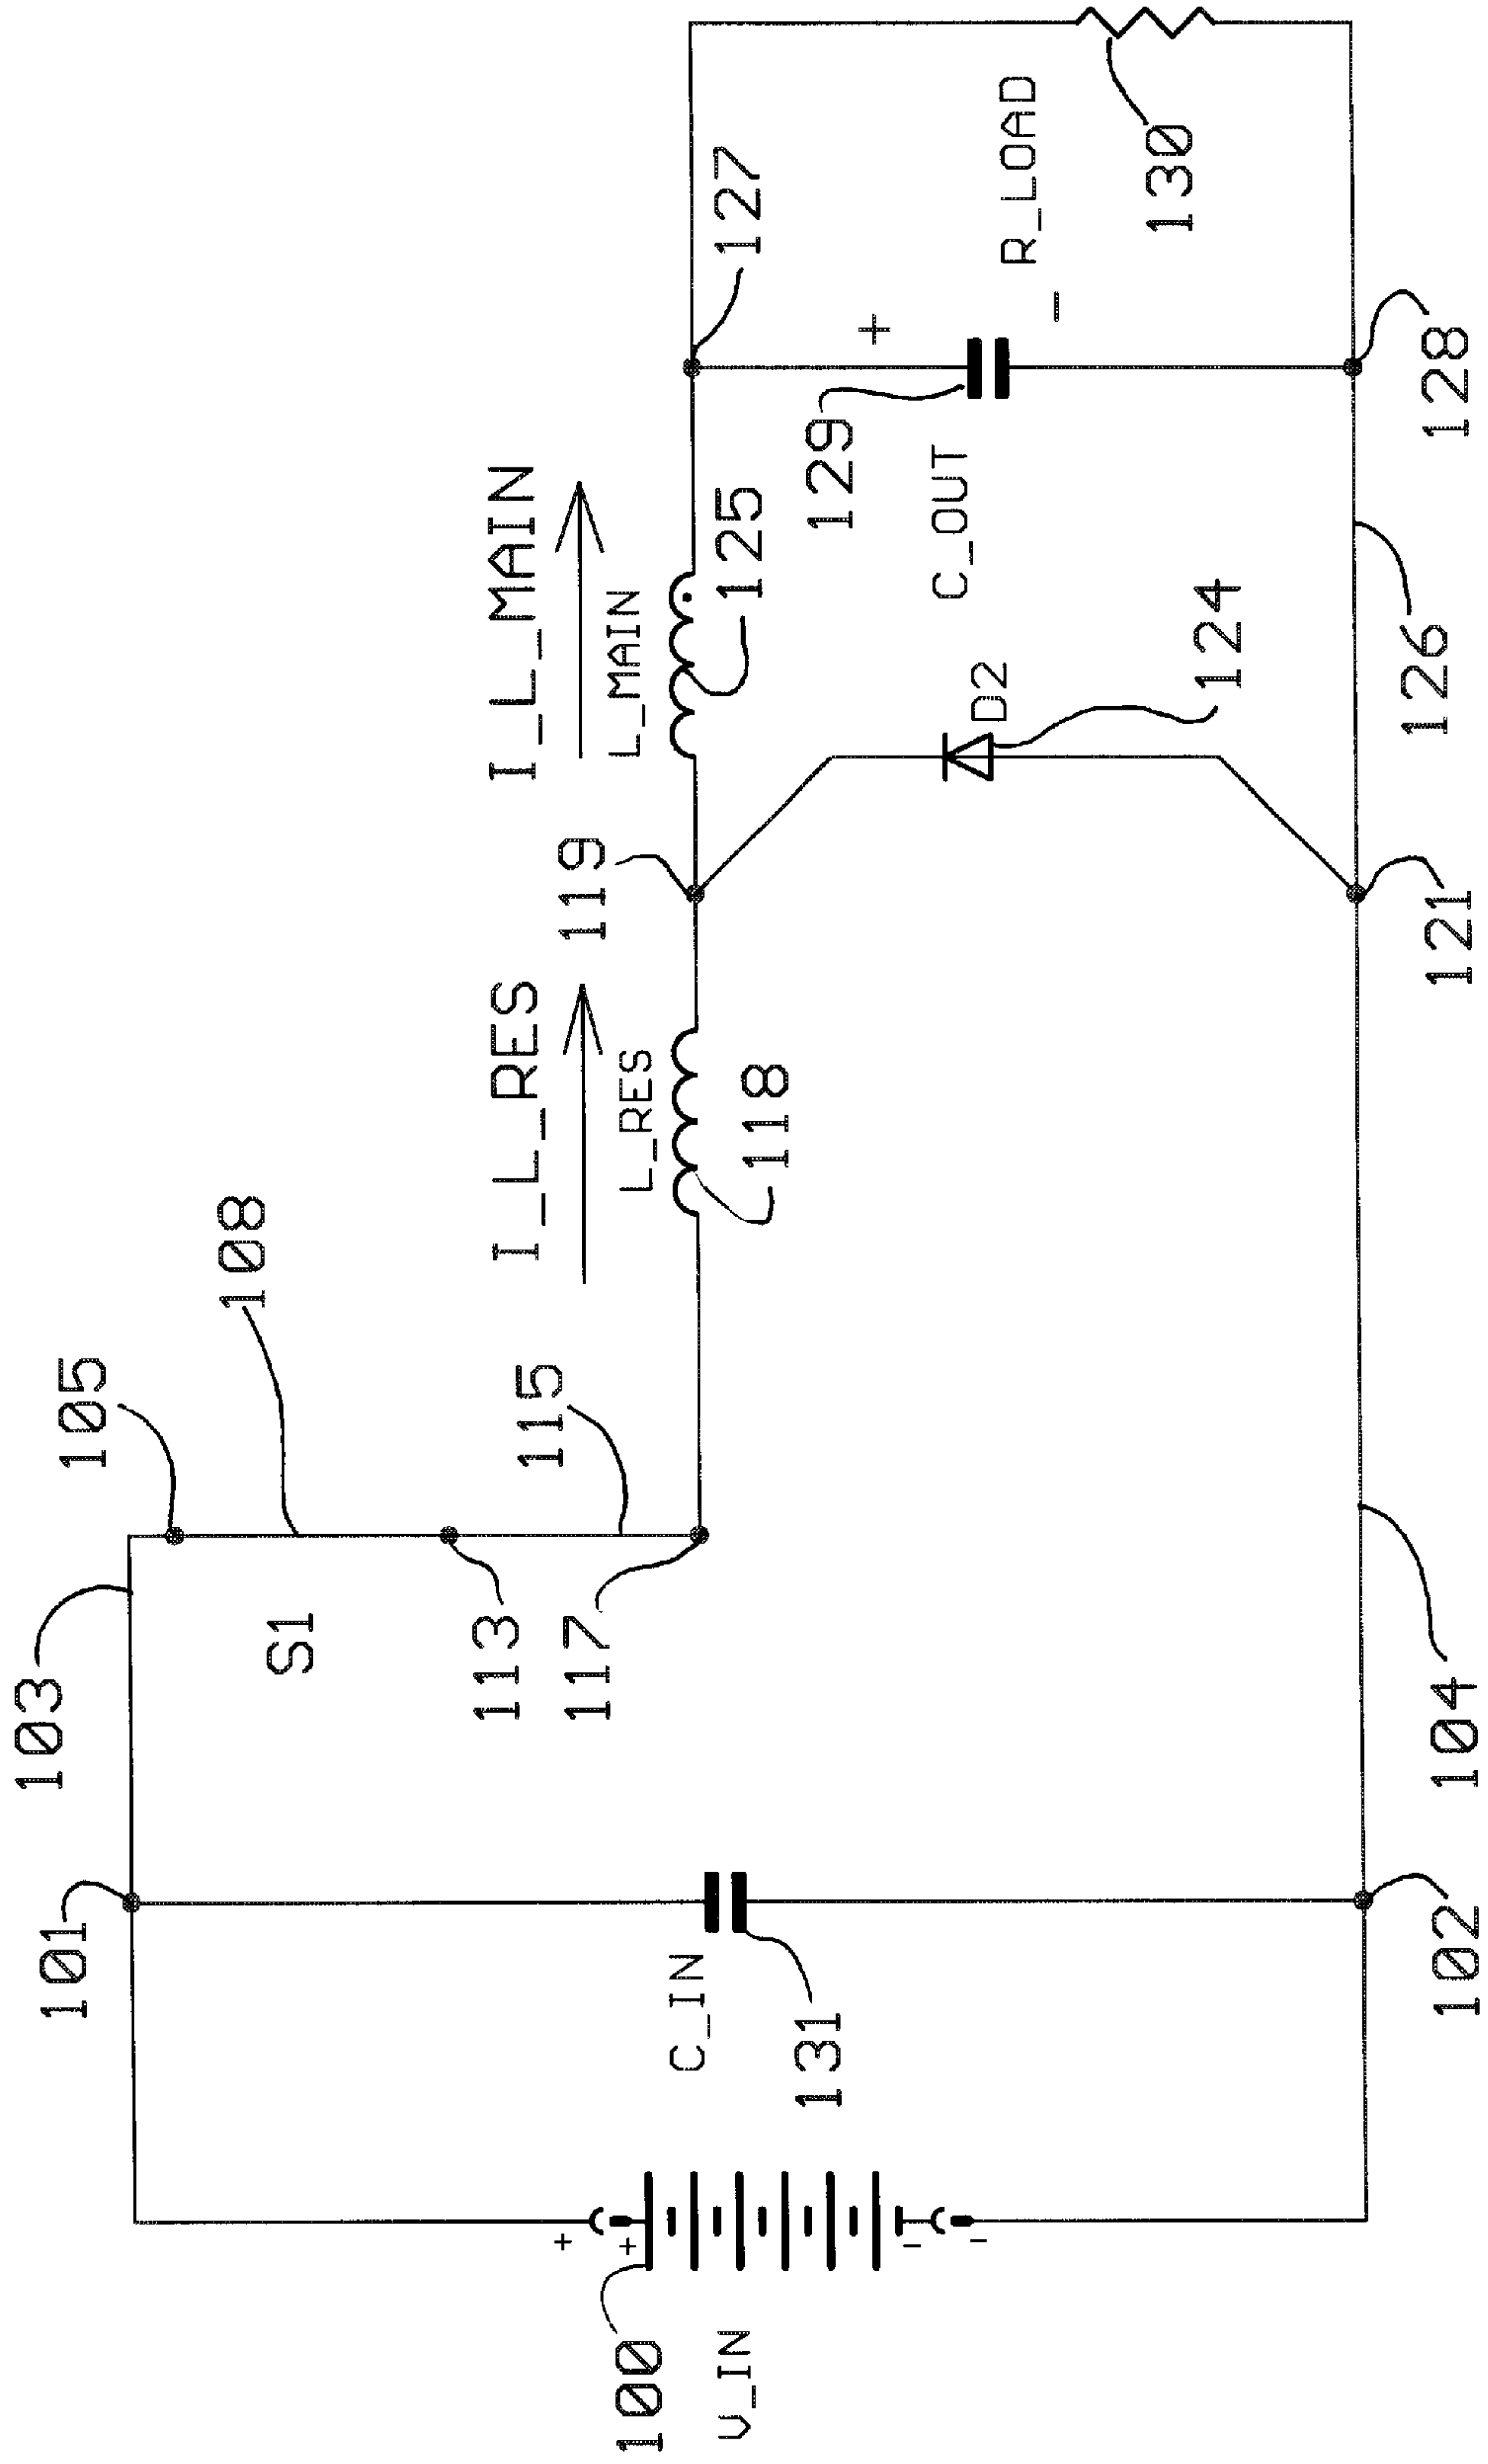 100
V_IN
+
+
-
-
101
C_IN
131
102
103
S1
113
117
104
105
108
115
I_L_RES
L_RES
118
119
121
I_L_MAIN
L_MAIN
125
D2
124
126
129
C_OUT
+
-
127
128
R_LOAD
130